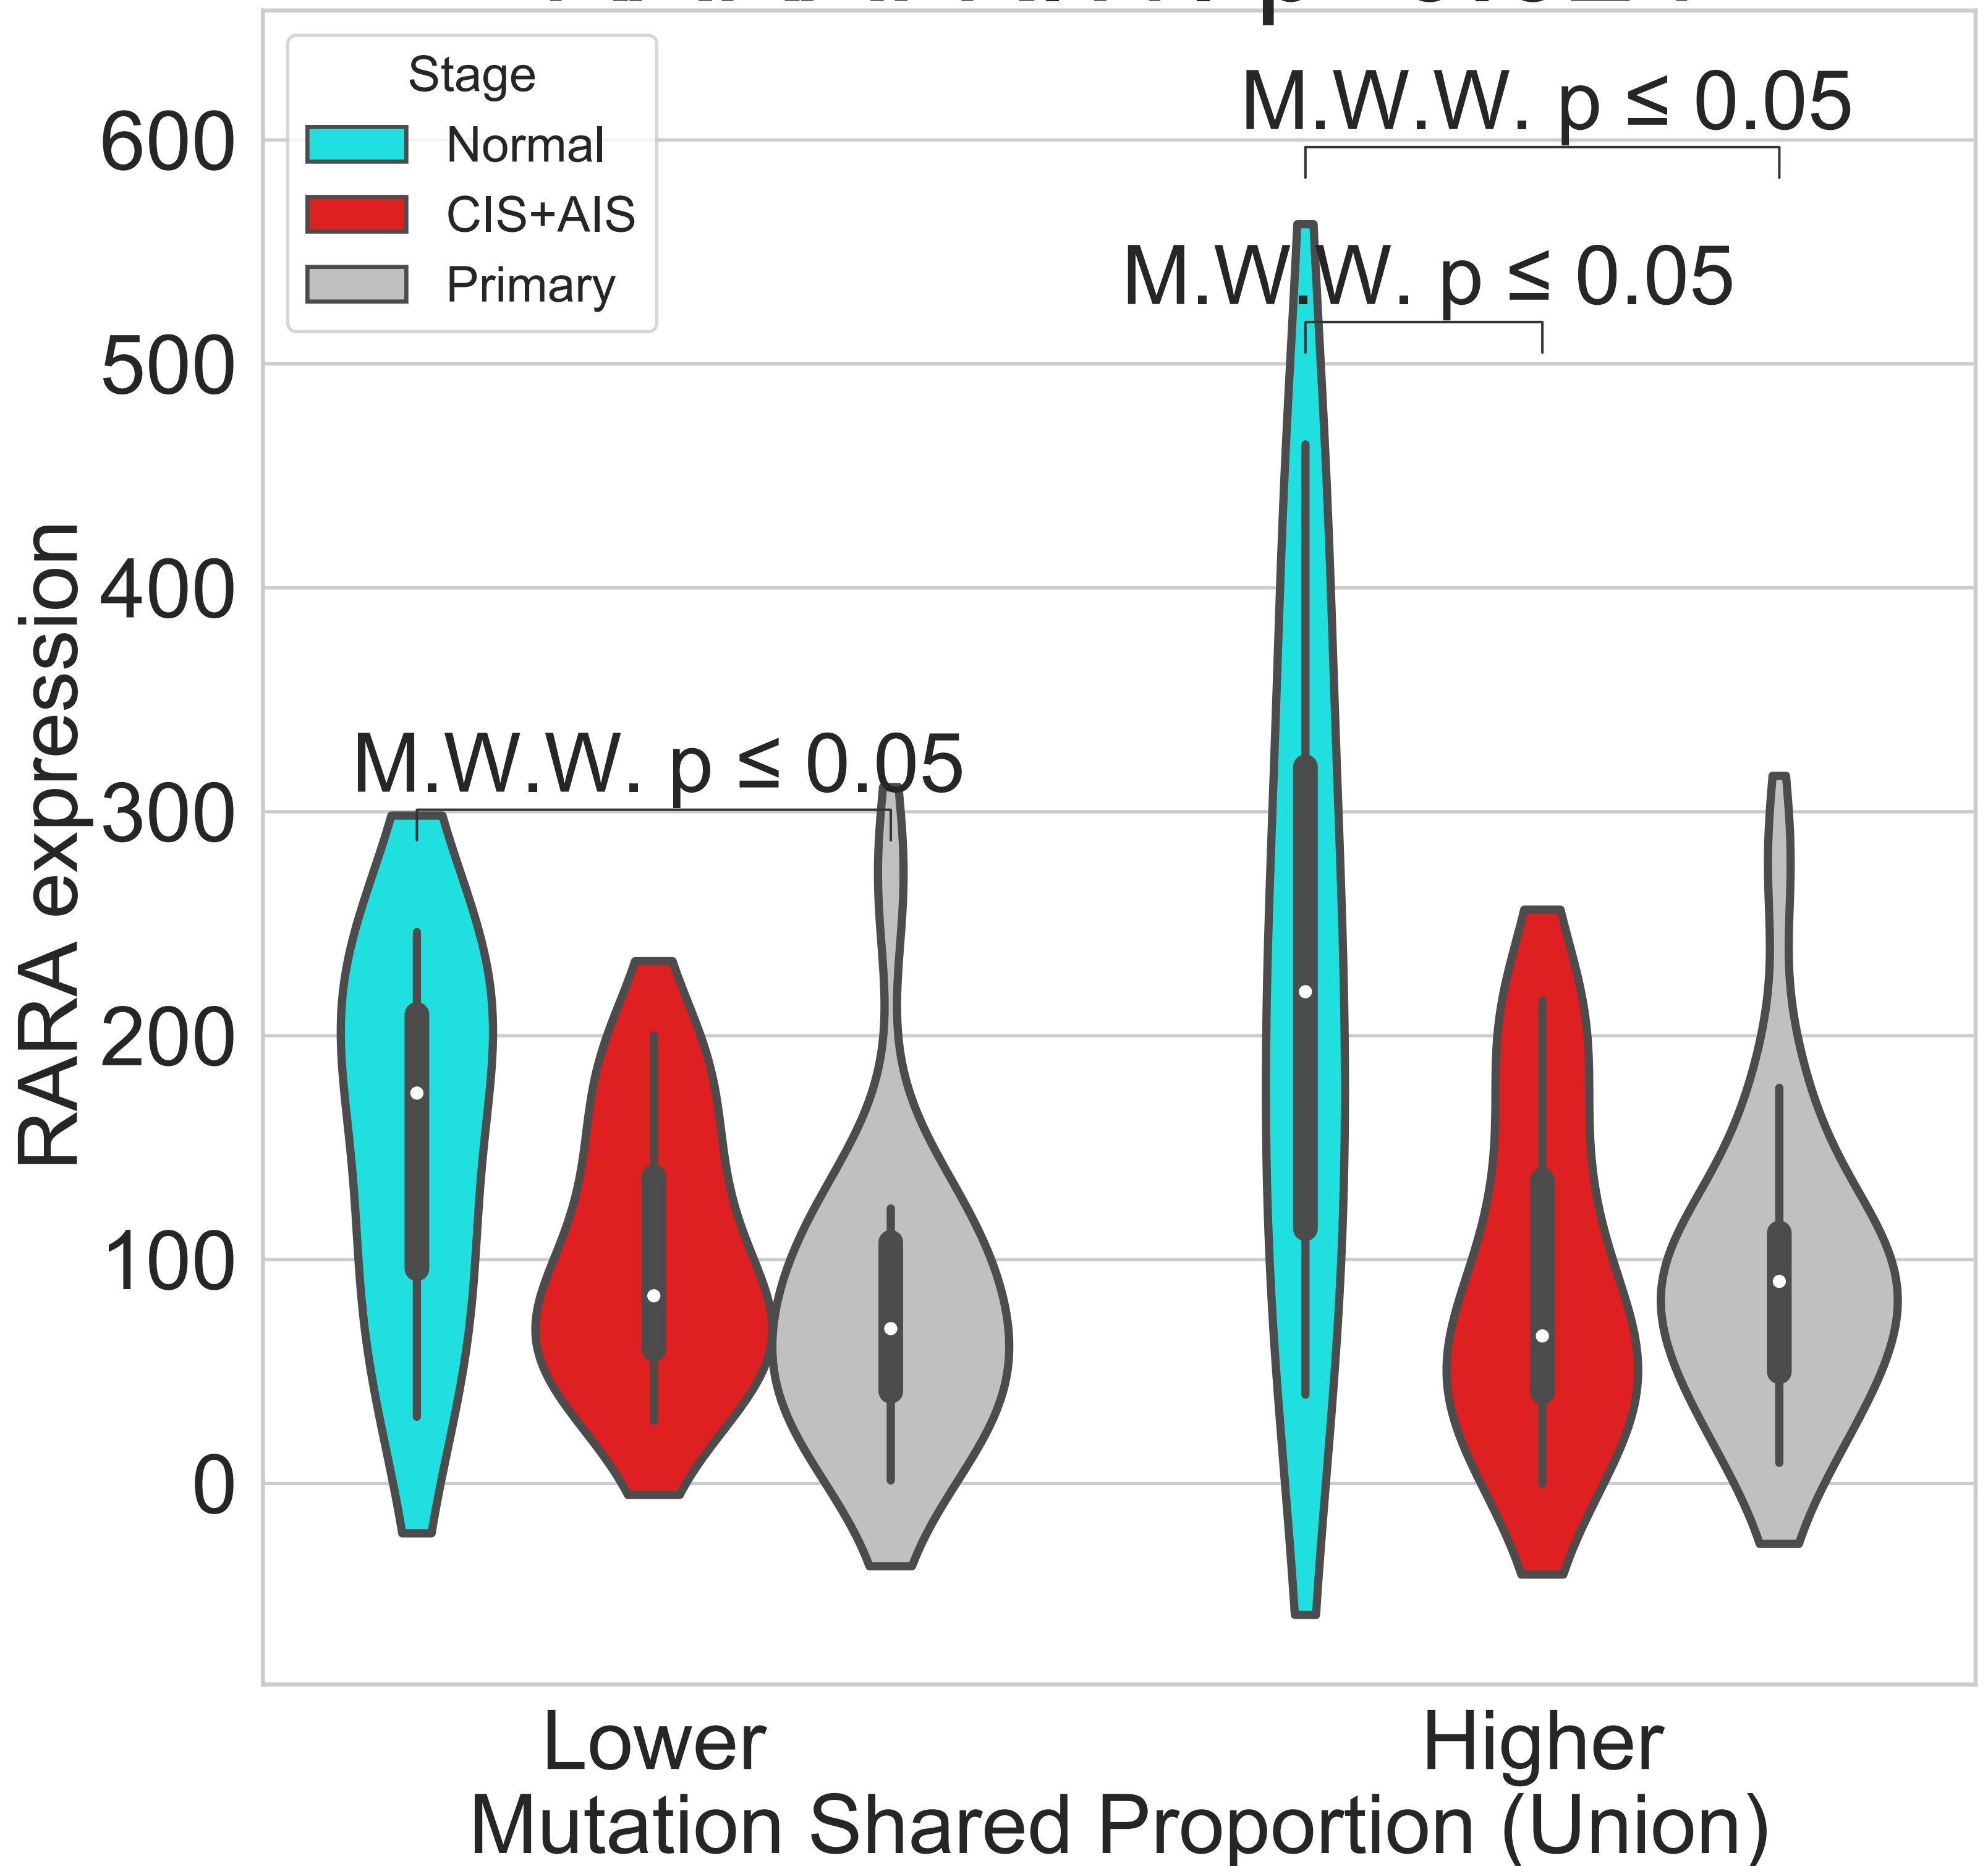 Stage
Normal
CIS+AIS
Primary
M.W.W. p ≤ 0.05
M.W.W. p ≤ 0.05
M.W.W. p ≤ 0.05
600
500
400
300
200
100
0
RARA expression
Lower
Higher
Mutation Shared Proportion (Union)